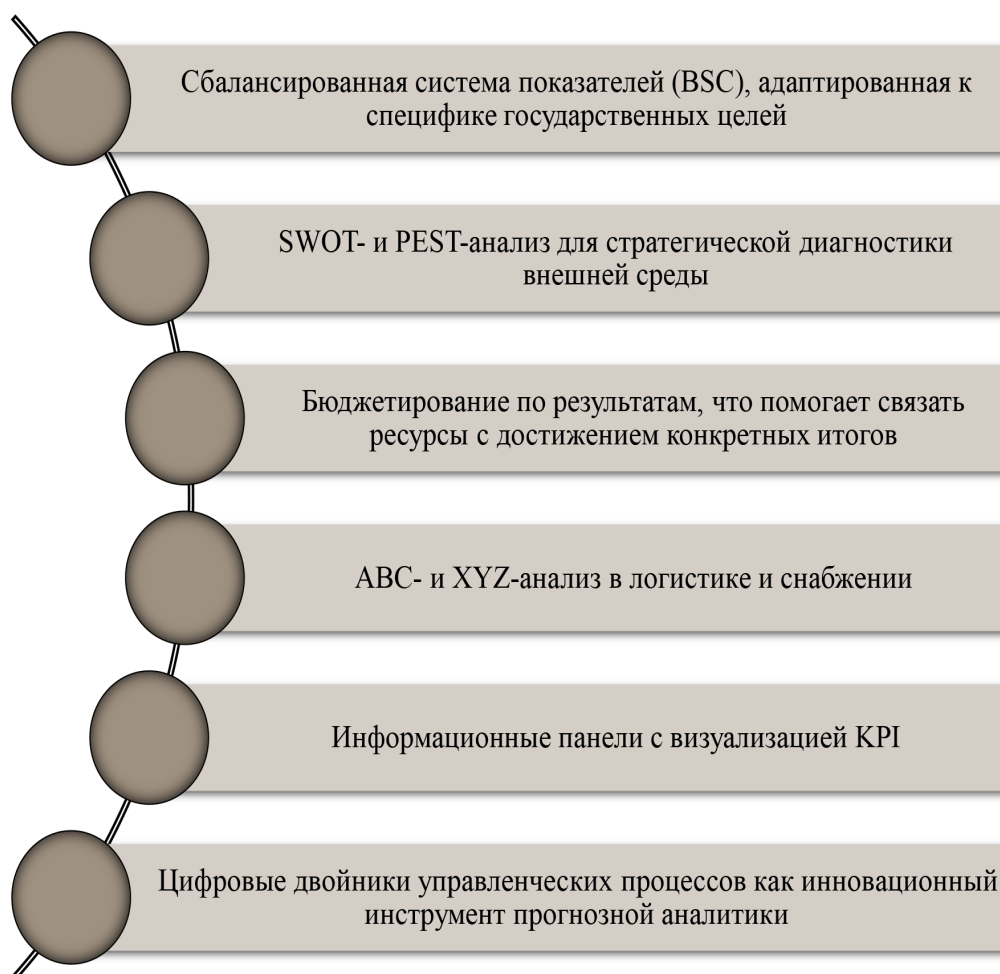 Сбалансированная система показателей (BSC), адаптированная к
специфике государственных целей
SWOT- и PEST-анализ для стратегической диагностики
внешней среды
Бюджетирование по результатам, что помогает связать
ресурсы с достижением конкретных итогов
ABC- и XYZ-анализ в логистике и снабжении
Информационные панели с визуализацией KPI
Цифровые двойники управленческих процессов как инновационный
инструмент прогнозной аналитики